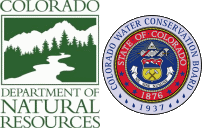 COLORADO
DEPARTMENT OF
NATURAL
RESOURCES
COLORADO WATER CONSERVATION BOARD
STATE OF COLORADO
1876
1937